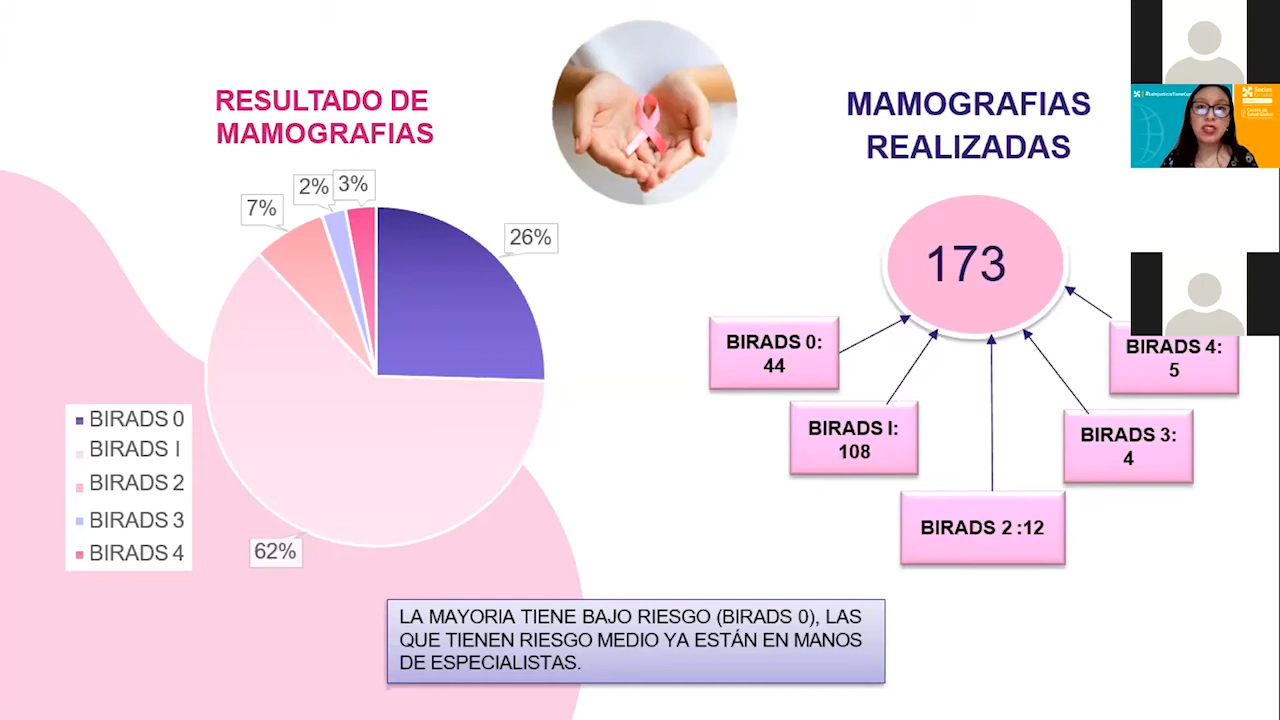 RESULTADO DE
MAMOGRAFIAS
2%
3%
7%
26%
62%
BIRADS 0
BIRADS I
BIRADS 2
BIRADS 3
BIRADS 4
MAMOGRAFIAS
REALIZADAS
173
BIRADS 0:
44
BIRADS I:
108
BIRADS 2 :12
BIRADS 3:
4
BIRADS 4:
5
LA MAYORIA TIENE BAJO RIESGO (BIRADS 0), LAS
QUE TIENEN RIESGO MEDIO YA ESTÁN EN MANOS
DE ESPECIALISTAS.
Socios